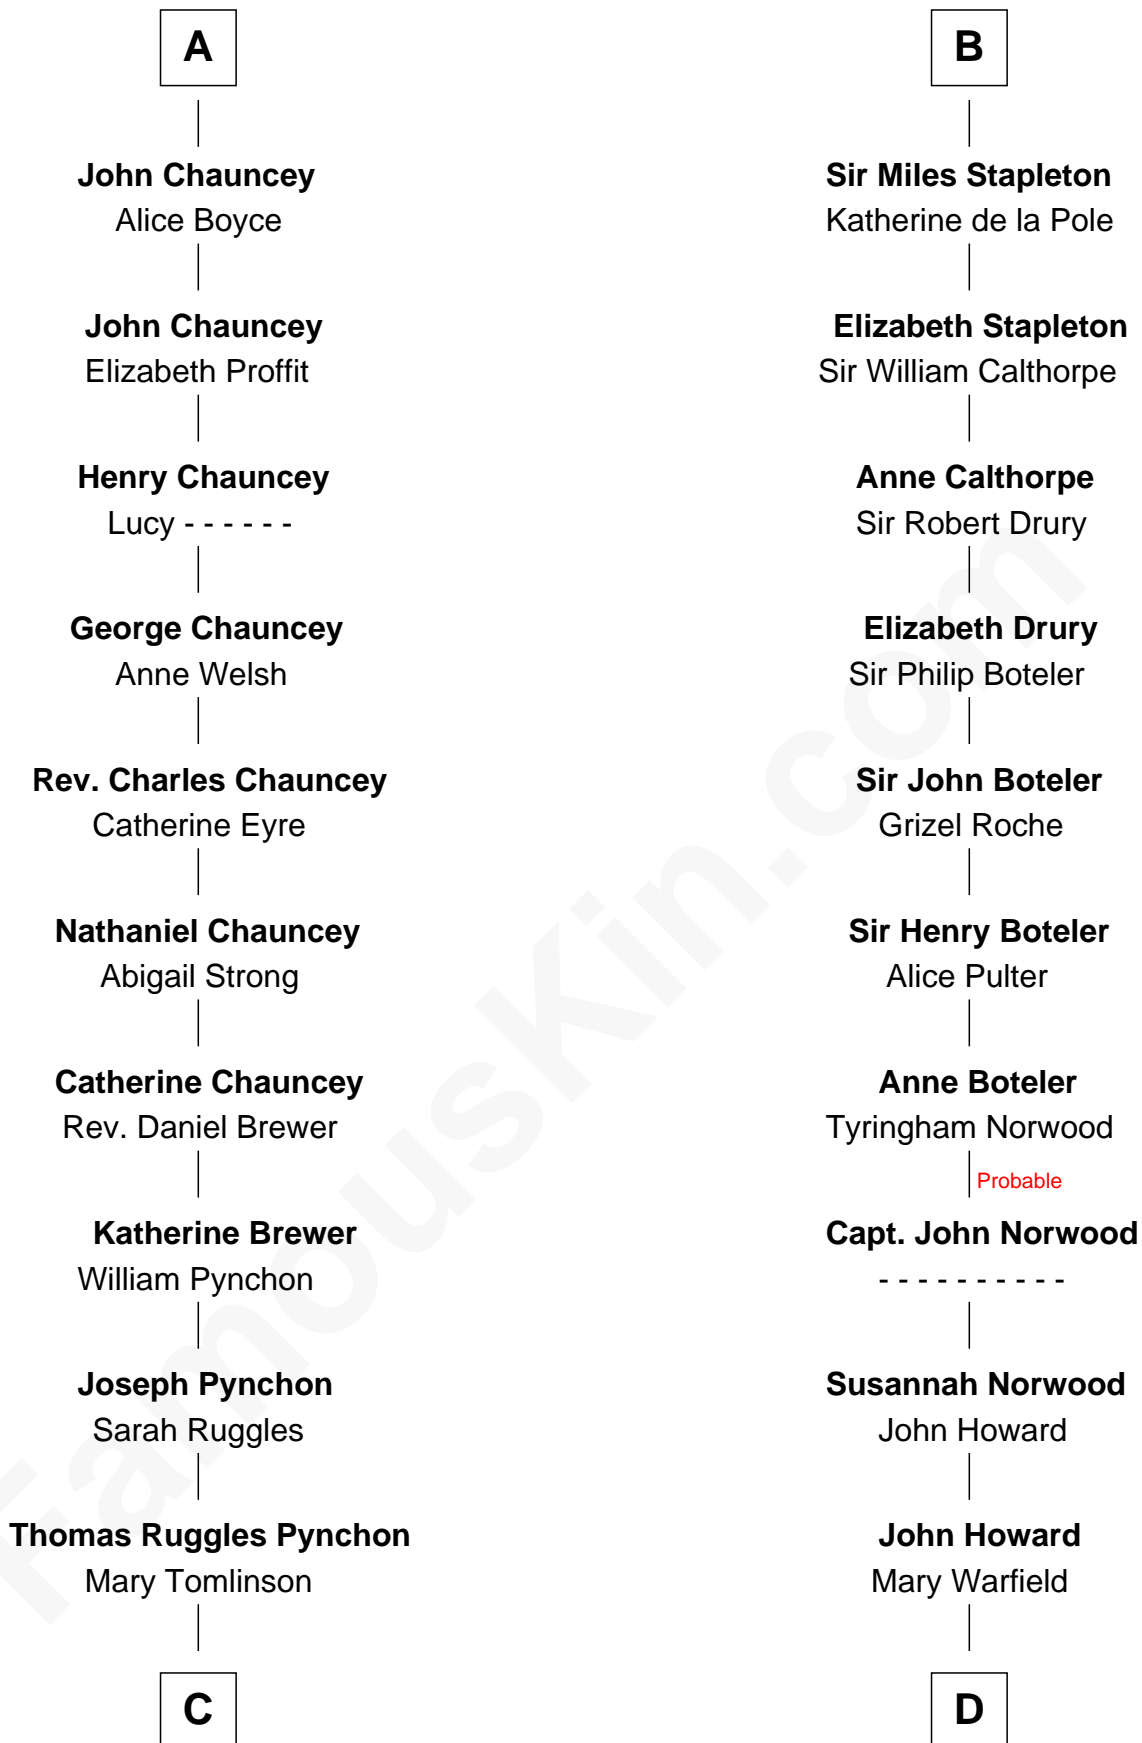 A
John Chauncey
Alice Boyce
John Chauncey
Elizabeth Proffit
Henry Chauncey
Lucy - - - - - -
George Chauncey
Anne Welsh
Rev. Charles Chauncey
Catherine Eyre
Nathaniel Chauncey
Abigail Strong
Catherine Chauncey
Rev. Daniel Brewer
Katherine Brewer
William Pynchon
Joseph Pynchon
Sarah Ruggles
Thomas Ruggles Pynchon
Mary Tomlinson
C
B
Sir Miles Stapleton
Katherine de la Pole
Elizabeth Stapleton
Sir William Calthorpe
Anne Calthorpe
Sir Robert Drury
Elizabeth Drury
Sir Philip Boteler
Sir John Boteler
Grizel Roche
Sir Henry Boteler
Alice Pulter
Anne Boteler
Tyringham Norwood
Probable
Capt. John Norwood
- - - - - - - - - -
Susannah Norwood
John Howard
John Howard
Mary Warfield
D
FamousKin.com